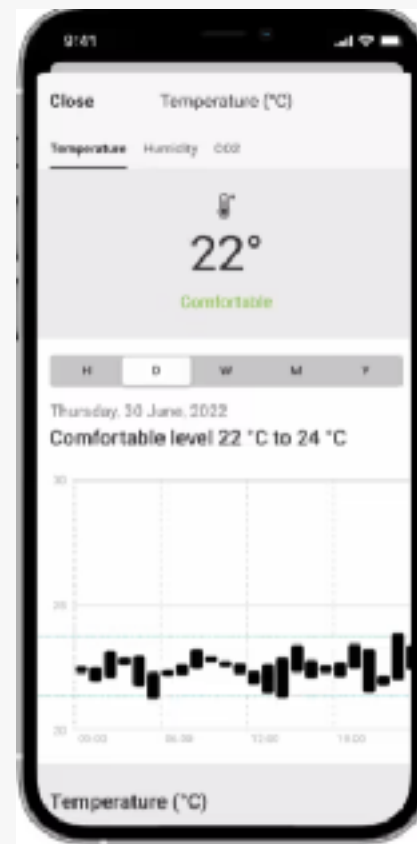 9:41
Close Temperature (°C)
Temperature Humidity CO2
22°
Comfortable
H D W M Y
Thursday, 30 June, 2022
Comfortable level 22 °C to 24 °C
30
25
20
00:00 06:00 12:00 18:00
Temperature (°C)